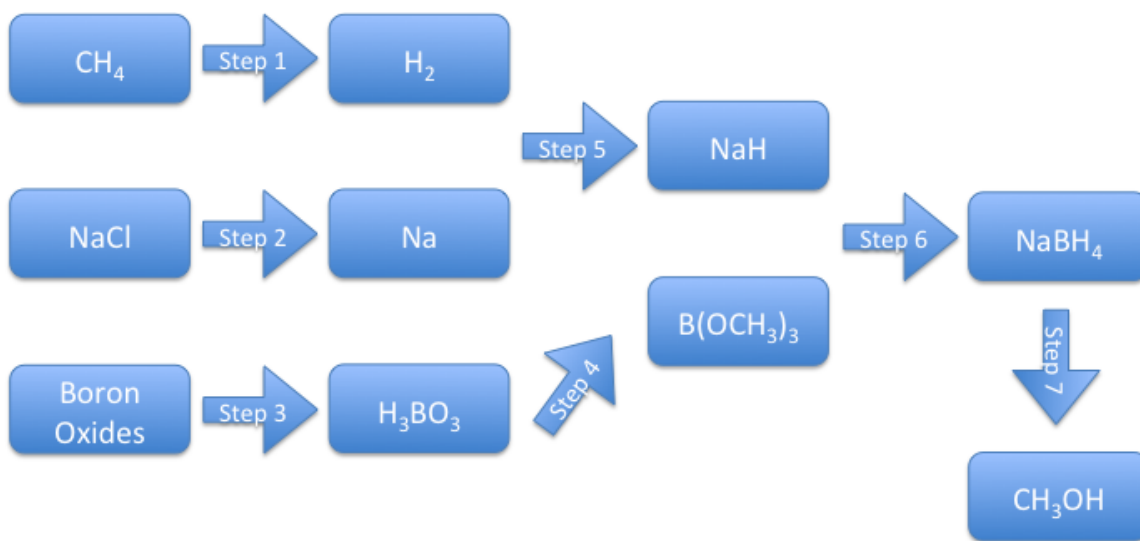 CH₄
Step 1
H₂
Step 5
NaH
NaCl
Step 2
Na
Step 6
NaBH₄
B(OCH₃)₃
Step 7
Boron
Oxides
Step 3
H₃BO₃
Step 4
CH₃OH